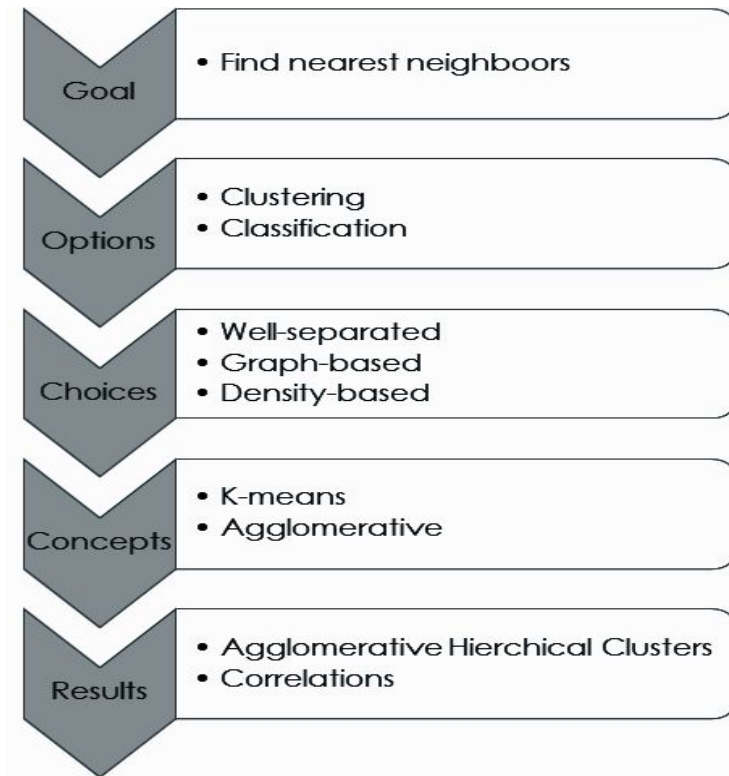 Goal
• Find nearest neighboors
Options
• Clustering
• Classification
Choices
• Well-separated
• Graph-based
• Density-based
Concepts
• K-means
• Agglomerative
Results
• Agglomerative Hierchical Clusters
• Correlations